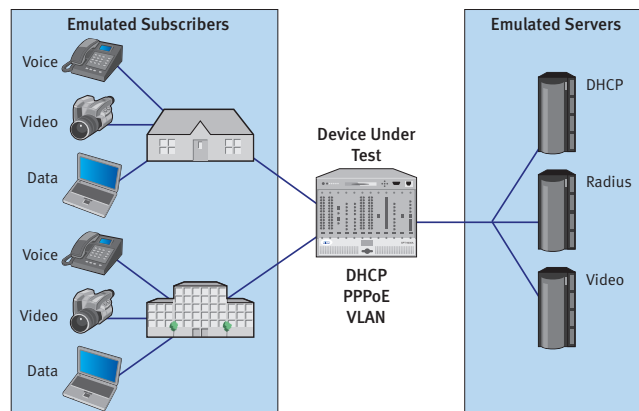 Emulated Subscribers
Voice
Video
Data
Voice
Video
Data
Device Under
Test
DHCP
PPPoE
VLAN
Emulated Servers
DHCP
Radius
Video